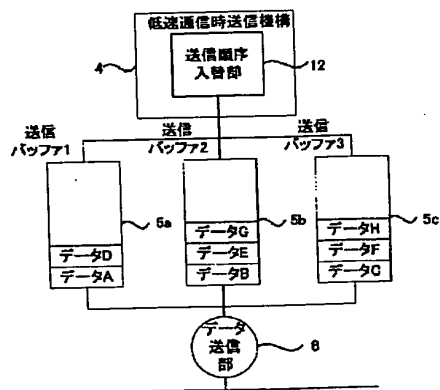 低速通信時送信機構
送信順序
入替部
4
12
送信
バッファ1
送信
バッファ2
送信
バッファ3
5a
5b
5c
データD
データA
データG
データE
データB
データH
データF
データC
データ
送信
部
8